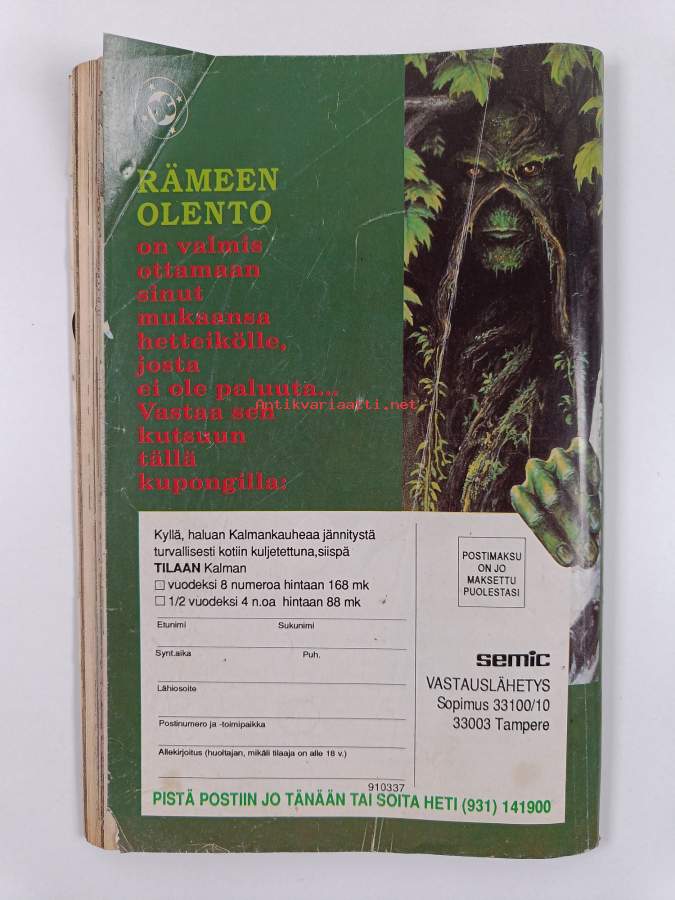 DC
RÄMEEN
OLENTO
on valmis
ottamaan
sinut
mukaansa
hetteikölle,
josta
ei ole paluuta...
Vastaa sen
kutsuun
tällä
kupongilla:
Antikvariaatti.net
Kyllä, haluan Kalmankauheaa jännitystä
turvallisesti kotiin kuljetettuna,siispä
TILAAN Kalman
vuodeksi 8 numeroa hintaan 168 mk
1/2 vuodeksi 4 n.oa hintaan 88 mk
Etunimi Sukunimi
Synt.aika Puh.
Lähiosoite
Postinumero ja -toimipaikka
Allekirjoitus (huoltajan, mikäli tilaaja on alle 18 v.)
910337
POSTIMAKSU
ON JO
MAKSETTU
PUOLESTASI
semic
VASTAUSLÄHETYS
Sopimus 33100/10
33003 Tampere
PISTÄ POSTIIN JO TÄNÄÄN TAI SOITA HETI (931) 141900